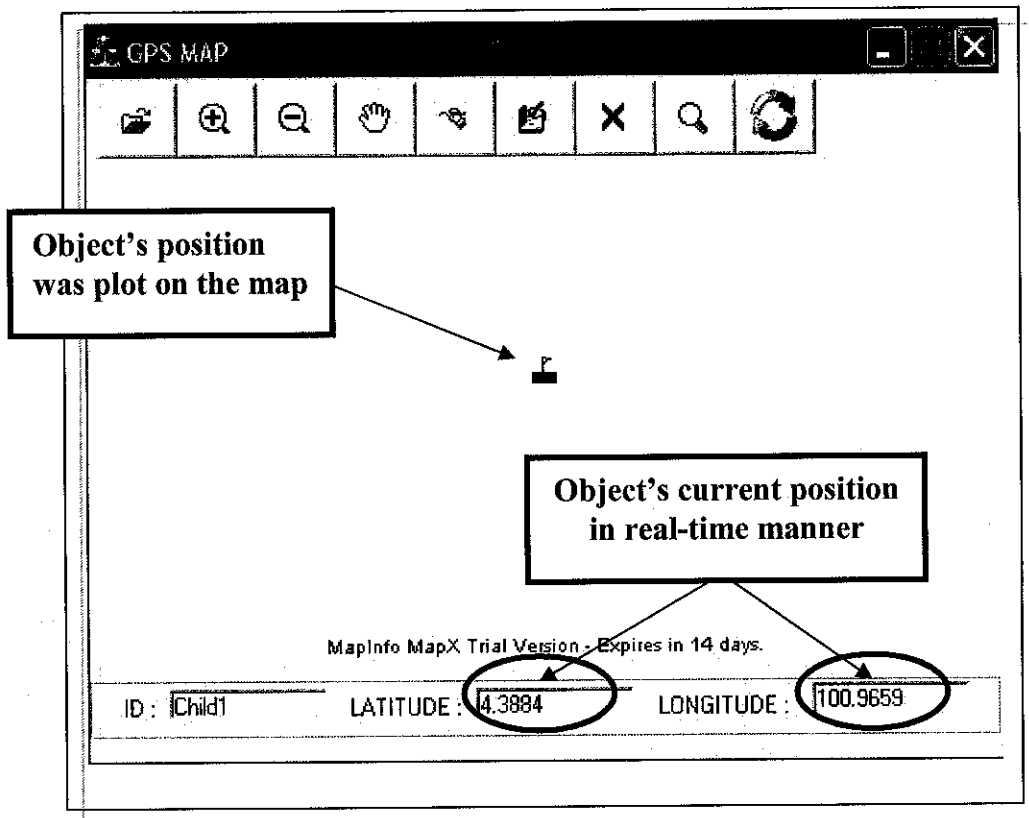 GPS MAP
Object's position
was plot on the map
Object's current position
in real-time manner
MapInfo MapX Trial Version - Expires in 14 days.
ID : Child1 LATITUDE : 4.3884 LONGITUDE : 100.9659